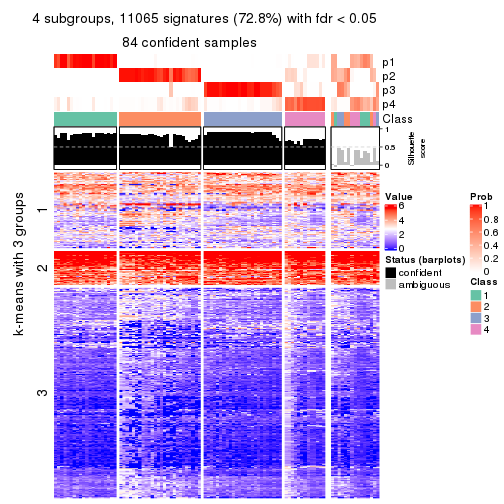 4 subgroups, 11065 signatures (72.8%) with fdr < 0.05
84 confident samples
p1
p2
p3
p4
Class
1
0.5
0
Silhouette
score
k-means with 3 groups
1
2
3
Value
6
4
2
0
Status (barplots)
confident
ambiguous
Prob
1
0.8
0.6
0.4
0.2
0
Class
1
2
3
4